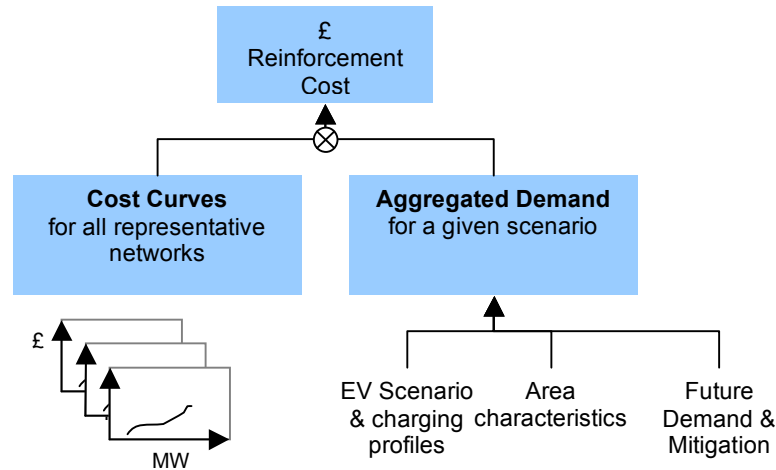 £
Reinforcement
Cost
Cost Curves
for all representative
networks
Aggregated Demand
for a given scenario
£
MW
EV Scenario
& charging
profiles
Area
characteristics
Future
Demand &
Mitigation